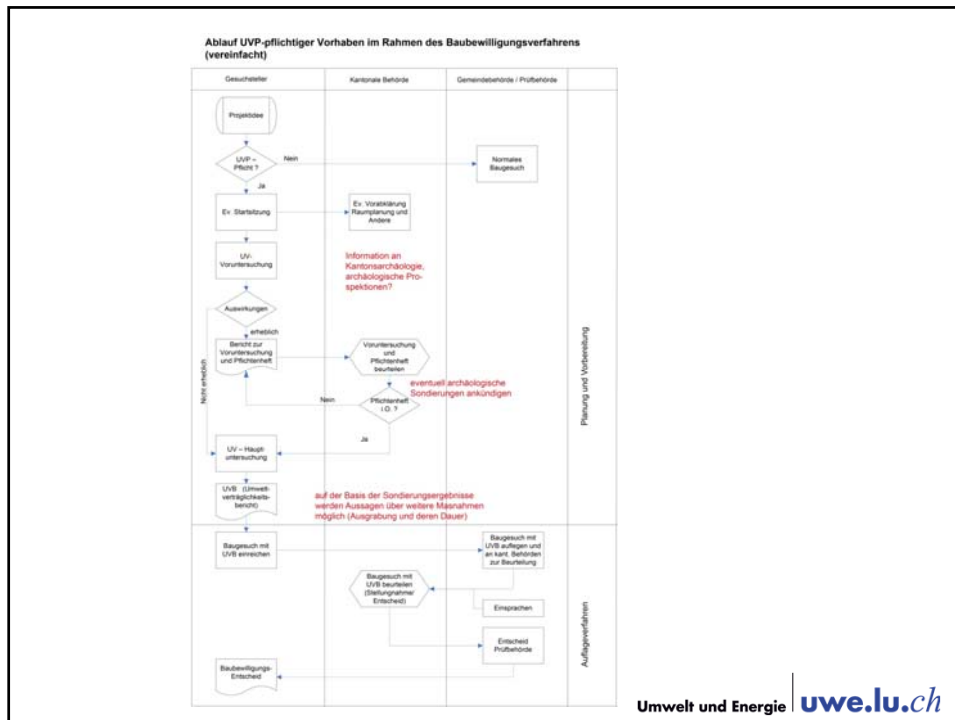 Ablauf UVP-pflichtiger Vorhaben im Rahmen des Baubewilligungsverfahrens
(vereinfacht)
Gesuchsteller
Kantonale Behörde
Gemeindebehörde / Prüfbehörde
Projektidee
UVP –
Pflicht ?
Nein
Normales
Baugesuch
Ja
Ev. Startsitzung
Ev. Vorabklärung
Raumplanung und
Andere
UV-
Voruntersuchung
Information an
Kantonsarchäologie,
archäologische Pro-
spektionen?
Auswirkungen
erheblich
Nicht erheblich
Bericht zur
Voruntersuchung
und Pflichtenheft
Voruntersuchung
und
Pflichtenheft
beurteilen
eventuell archäologische
Sondierungen ankündigen
Nein
Pflichtenheft
i.O. ?
Ja
UV – Haupt-
untersuchung
UVB (Umwelt-
verträglichkeits-
bericht)
auf der Basis der Sondierungsergebnisse
werden Aussagen über weitere Masnahmen
möglich (Ausgrabung und deren Dauer)
Planung und Vorbereitung
Baugesuch mit
UVB einreichen
Baugesuch mit
UVB auflegen und
an kant. Behörden
zur Beurteilung
Baugesuch mit
UVB beurteilen
(Stellungnahme/
Entscheid)
Einsprachen
Entscheid
Prüfbehörde
Baubewilligungs-
Entscheid
Auflageverfahren
Umwelt und Energie uwe.lu.ch